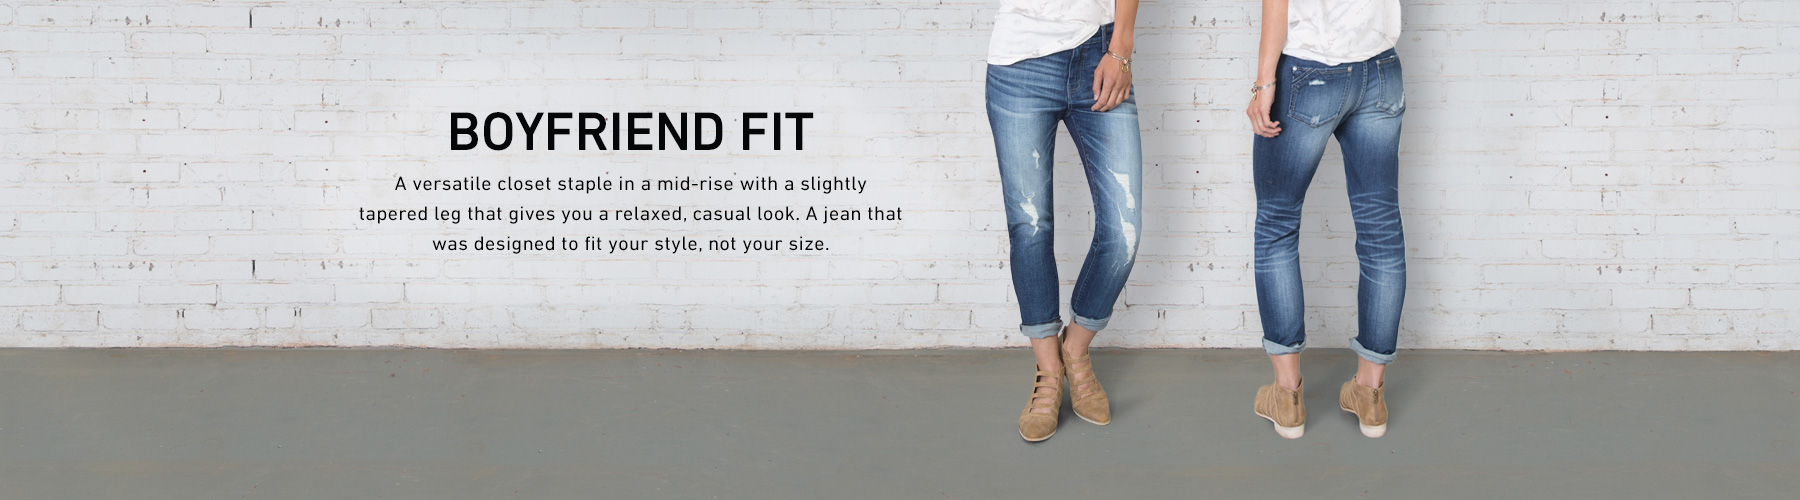 BOYFRIEND FIT
A versatile closet staple in a mid-rise with a slightly
tapered leg that gives you a relaxed, casual look. A jean that
was designed to fit your style, not your size.